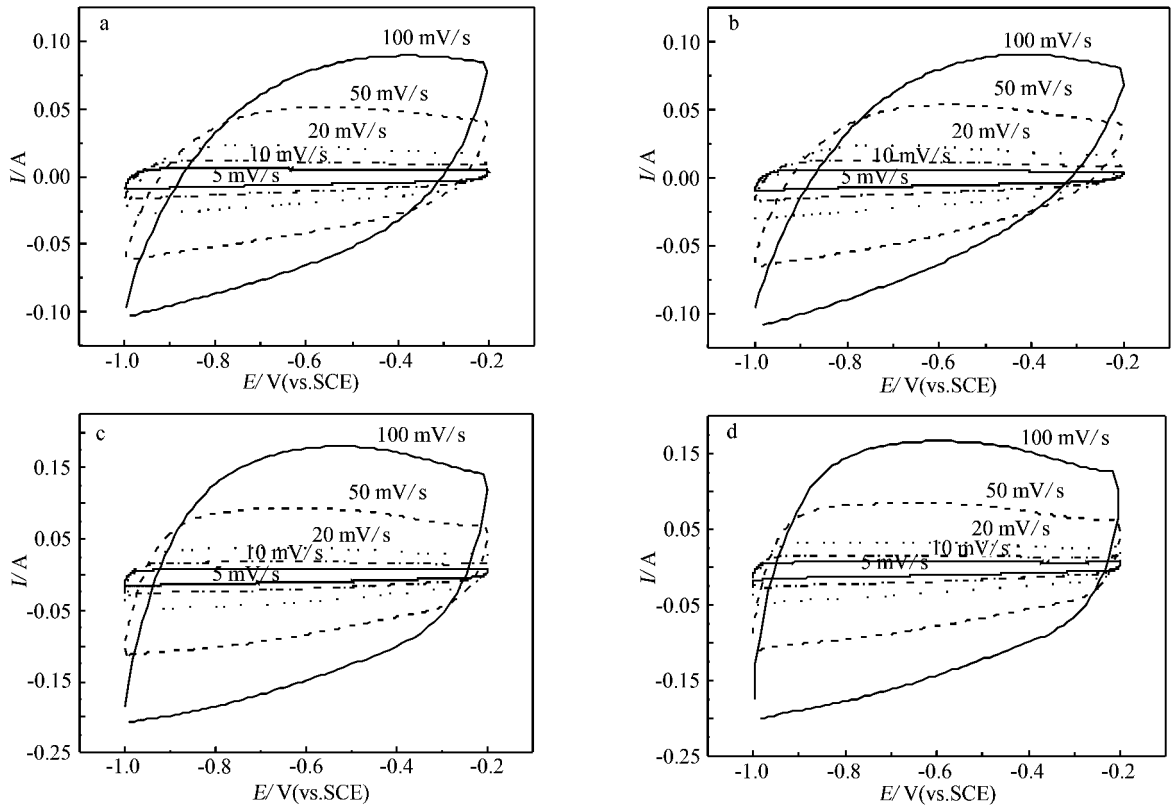 a
100 mV/s
50 mV/s
20 mV/s
10 mV/s
5 mV/s
0.10
0.05
0.00
-0.05
-0.10
I/A
-1.0
-0.8
-0.6
-0.4
-0.2
E/V(vs.SCE)
b
100 mV/s
50 mV/s
20 mV/s
10 mV/s
5 mV/s
0.10
0.05
0.00
-0.05
-0.10
I/A
-1.0
-0.8
-0.6
-0.4
-0.2
E/V(vs.SCE)
c
100 mV/s
50 mV/s
20 mV/s
10 mV/s
5 mV/s
0.15
0.05
-0.05
-0.15
-0.25
I/A
-1.0
-0.8
-0.6
-0.4
-0.2
E/V(vs.SCE)
d
100 mV/s
50 mV/s
20 mV/s
10 mV/s
5 mV/s
0.15
0.05
-0.05
-0.15
-0.25
I/A
-1.0
-0.8
-0.6
-0.4
-0.2
E/V(vs.SCE)